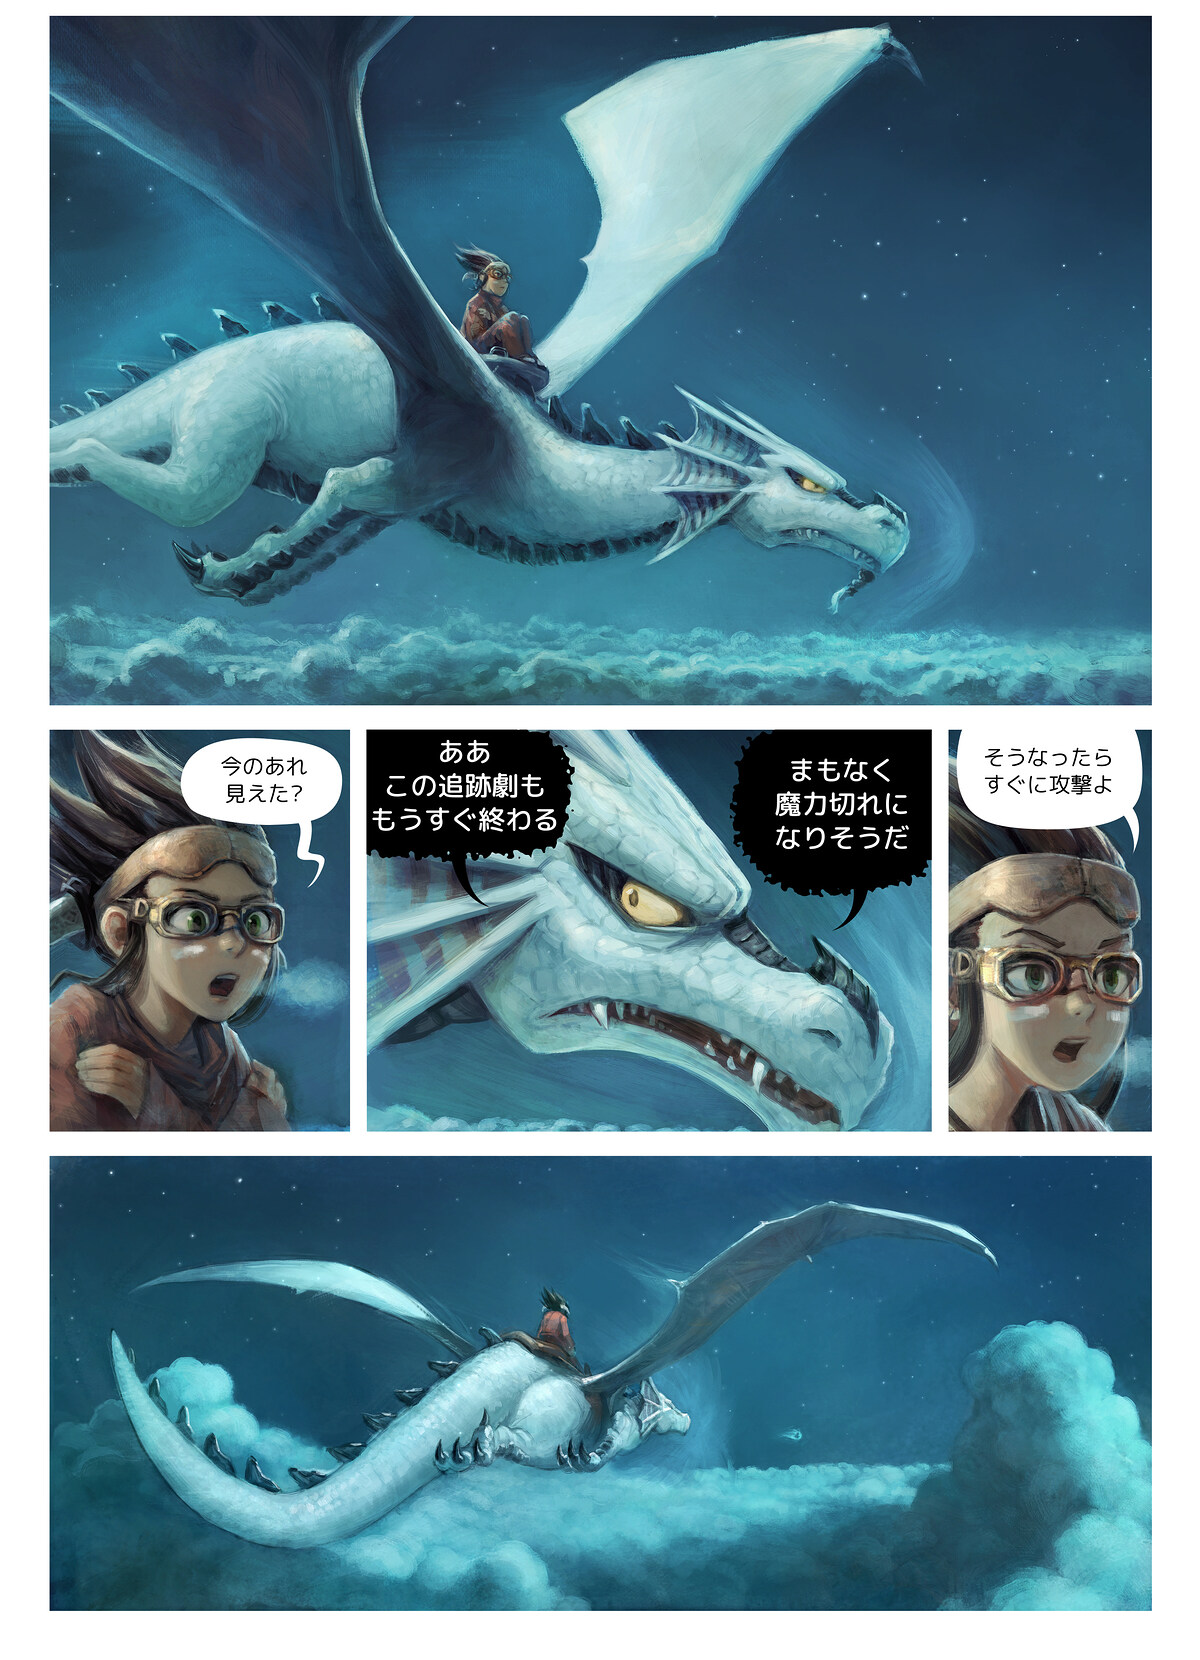 今のあれ
見えた?
ああ
この追跡劇も
もうすぐ終わる
まもなく
魔力切れに
なりそうだ
そうなったら
すぐに攻撃よ